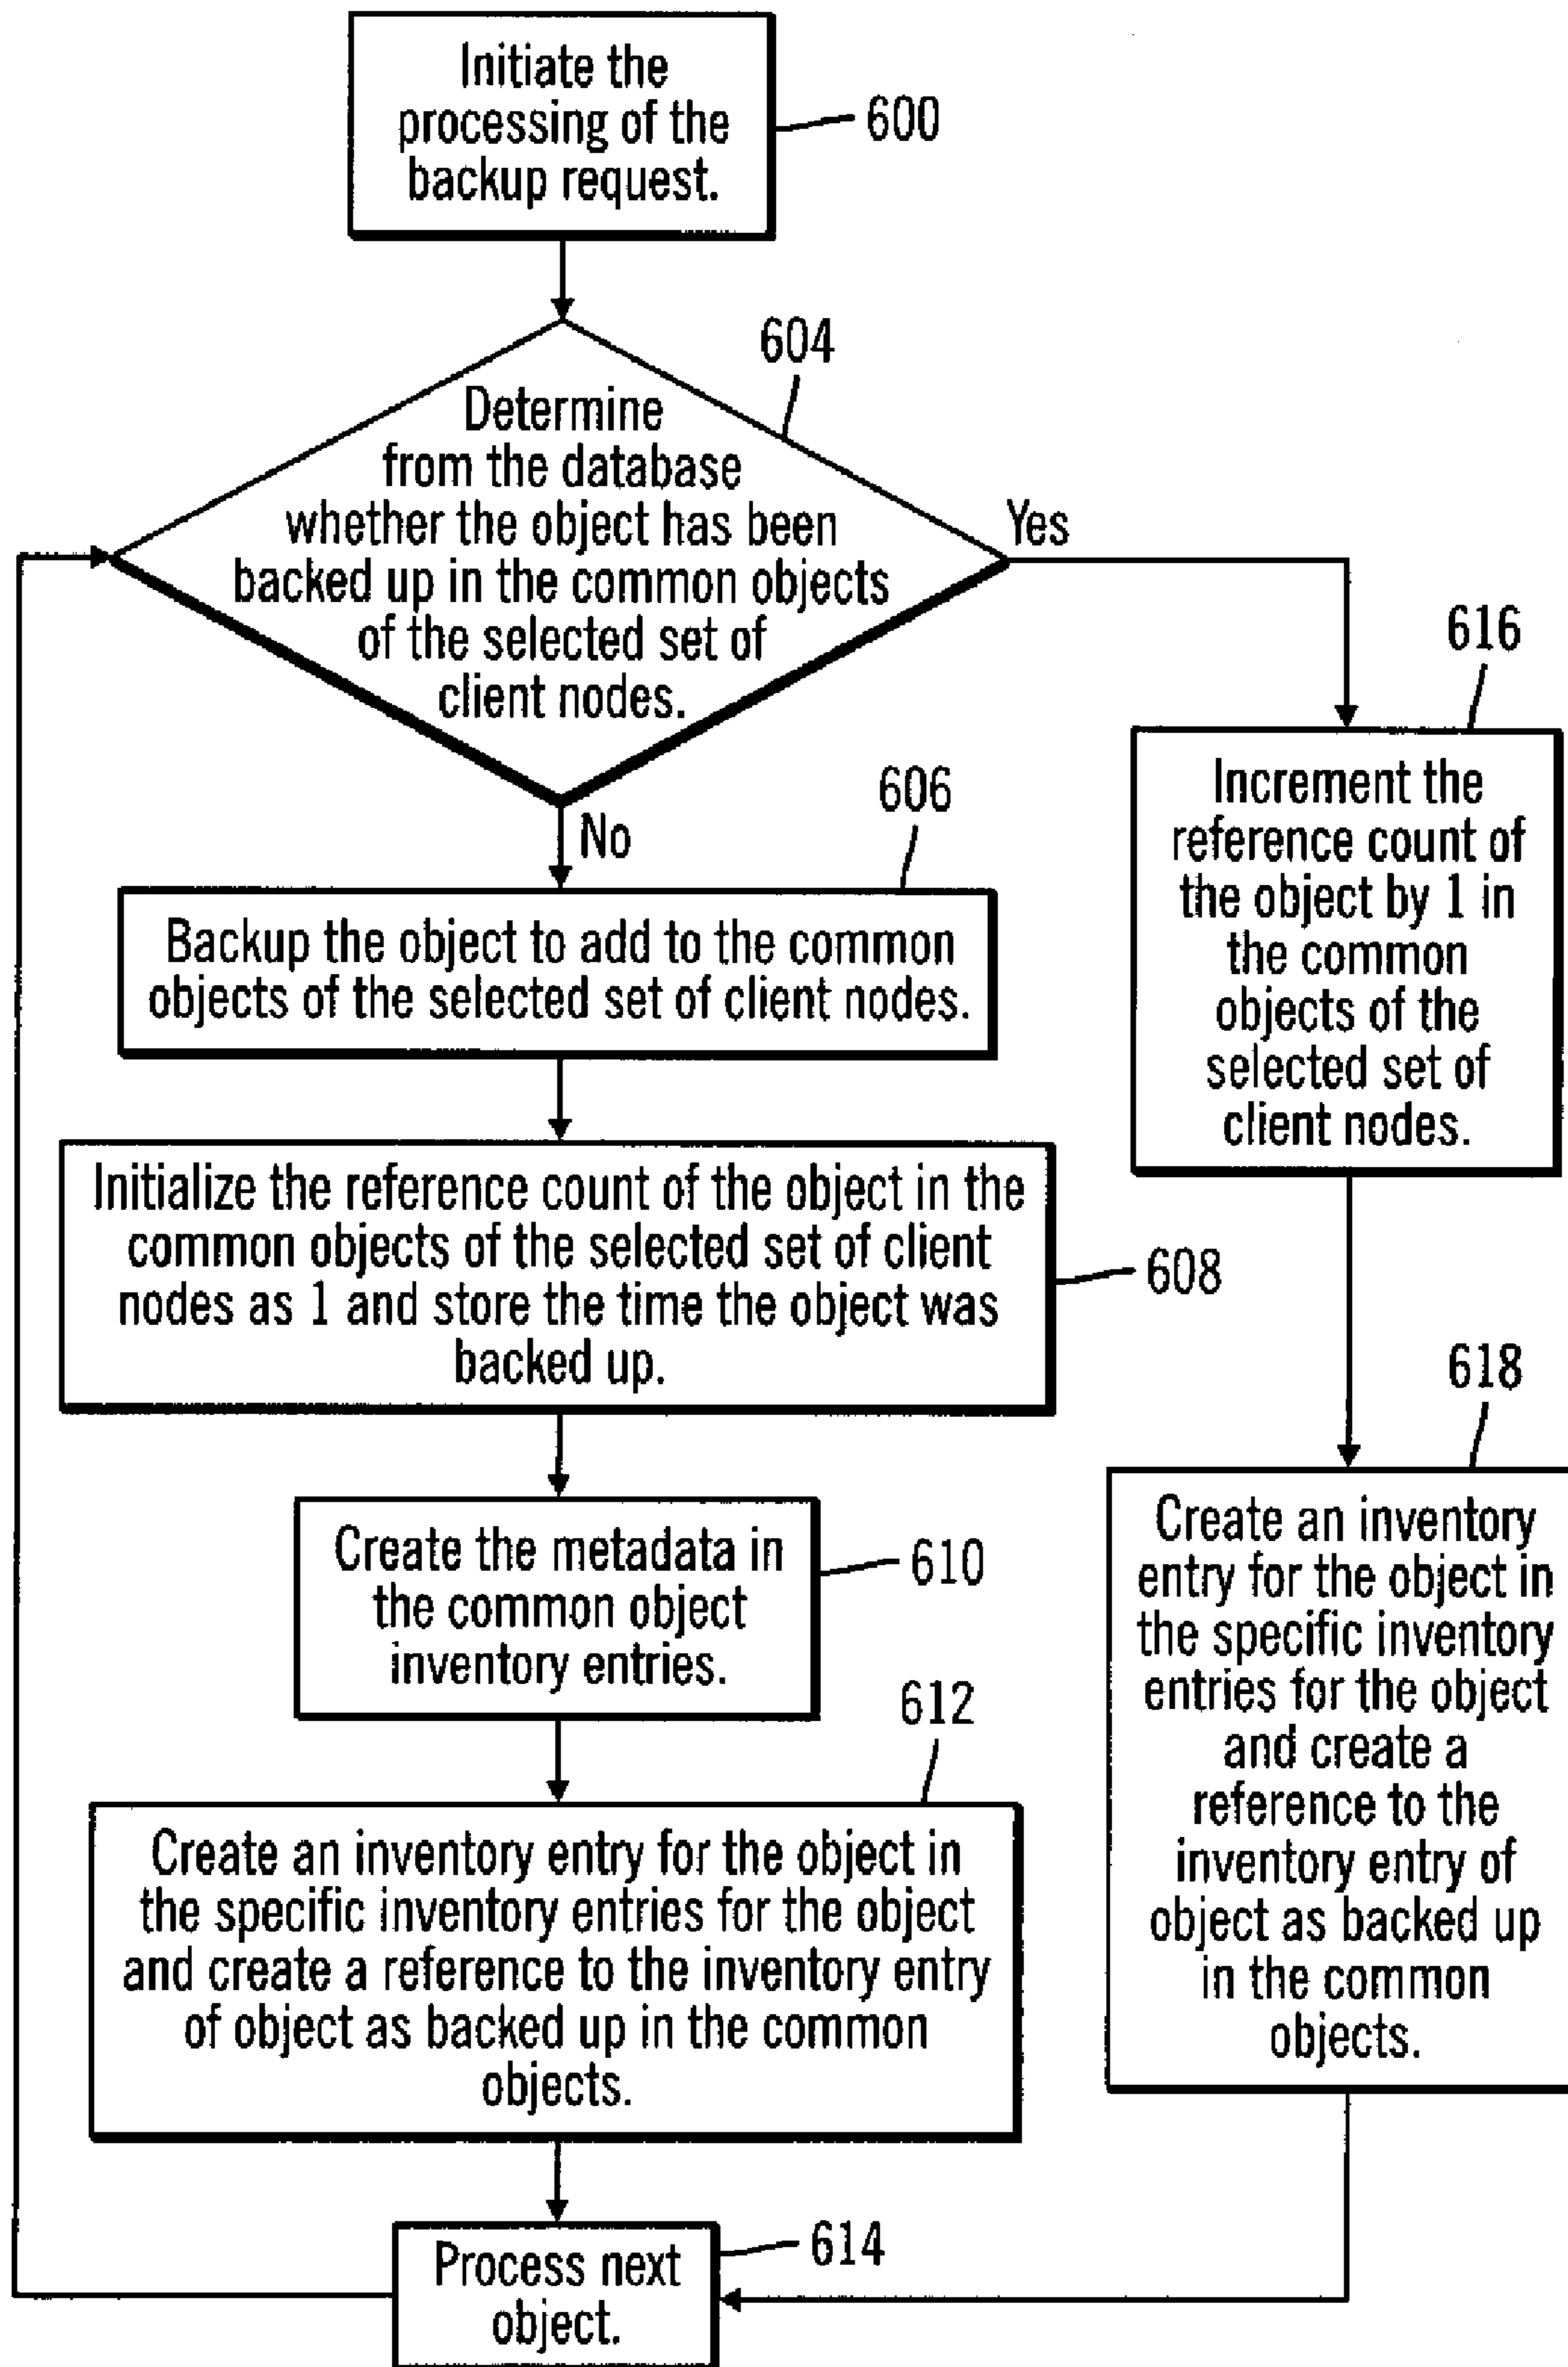 Initiate the
processing of the
backup request.
600
604
Determine
from the database
whether the object has been
backed up in the common objects
of the selected set of
client nodes.
Yes
No
606
Backup the object to add to the common
objects of the selected set of client nodes.
Initialize the reference count of the object in the
common objects of the selected set of client
nodes as 1 and store the time the object was
backed up.
608
Create the metadata in
the common object
inventory entries.
610
612
Create an inventory entry for the object in
the specific inventory entries for the object
and create a reference to the inventory entry
of object as backed up in the common
objects.
616
Increment the
reference count of
the object by 1 in
the common
objects of the
selected set of
client nodes.
618
Create an inventory
entry for the object in
the specific inventory
entries for the object
and create a
reference to the
inventory entry of
object as backed up
in the common
objects.
Process next
object.
614